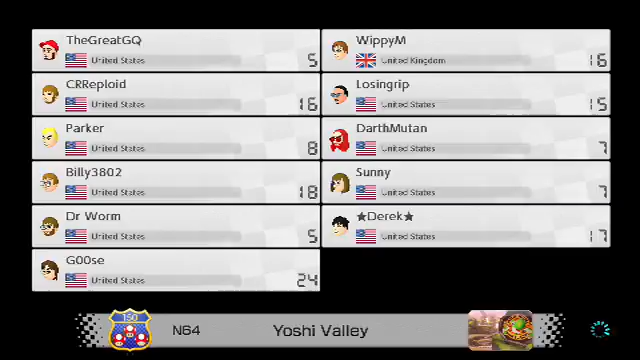 TheGreatGQ
United States 5
CRReploid
United States 16
Parker
United States 8
Billy3802
United States 18
Dr Worm
United States 5
G00se
United States 24
WippyM
United Kingdom 16
Losingrip
United States 15
DarthMutan
United States 7
Sunny
United States 7
★Derek★
United States 17
150
N64 Yoshi Valley